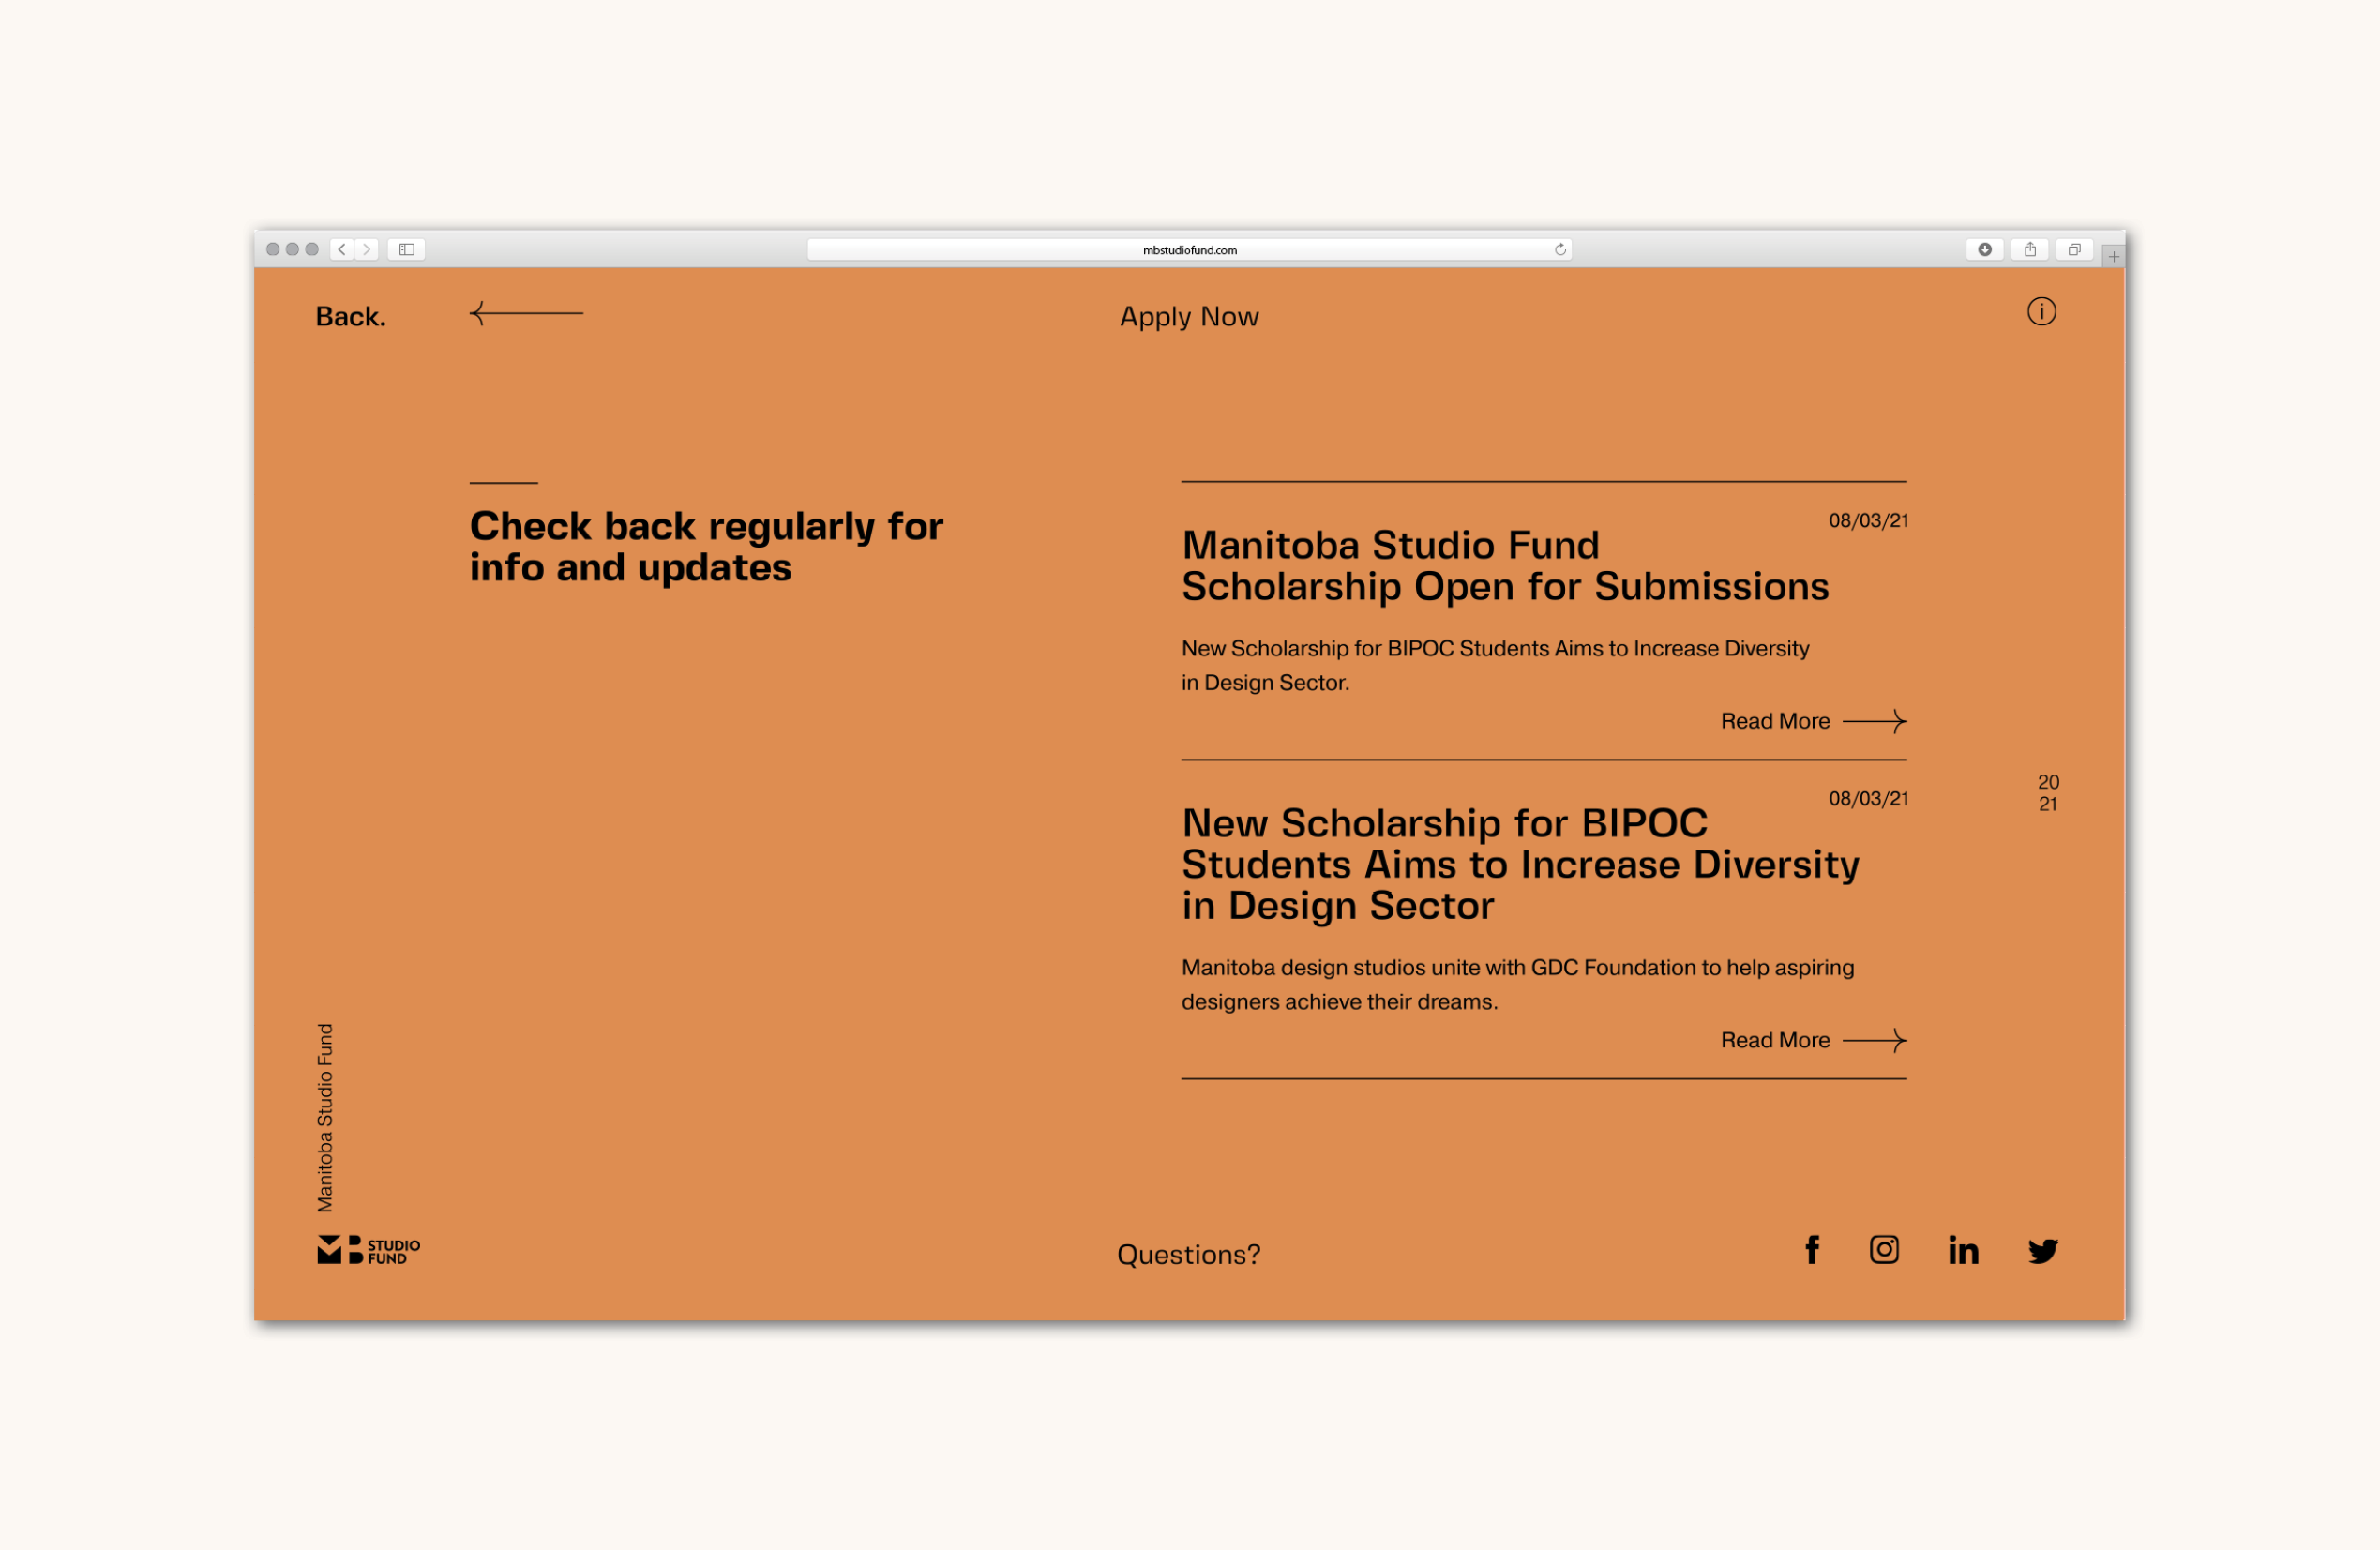 mbstudiofund.com
Back.
Apply Now
Check back regularly for
info and updates
08/03/21
Manitoba Studio Fund
Scholarship Open for Submissions
New Scholarship for BIPOC Students Aims to Increase Diversity
in Design Sector.
Read More
08/03/21
New Scholarship for BIPOC
Students Aims to Increase Diversity
in Design Sector
Manitoba design studios unite with GDC Foundation to help aspiring
designers achieve their dreams.
Read More
20
21
Manitoba Studio Fund
MB STUDIO
FUND
Questions?